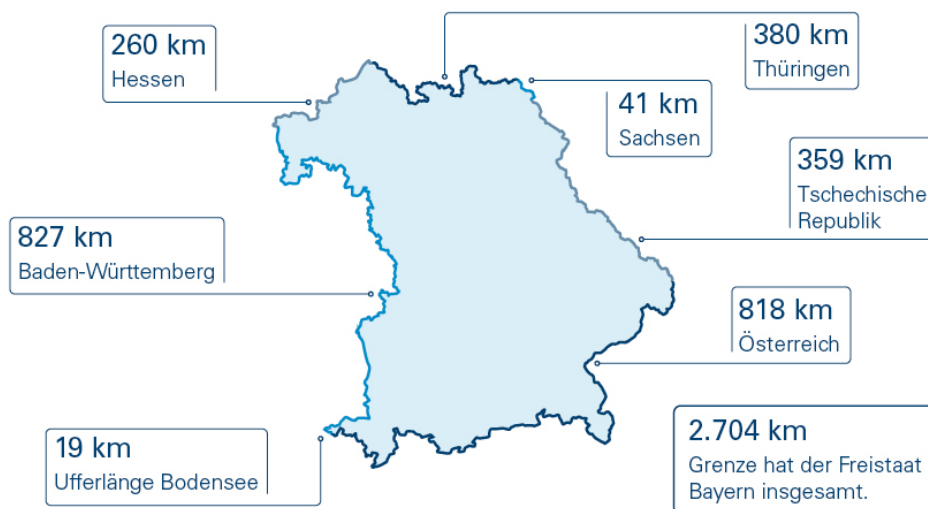 260 km
Hessen
380 km
Thüringen
41 km
Sachsen
359 km
Tschechische
Republik
827 km
Baden-Württemberg
818 km
Österreich
19 km
Ufferlänge Bodensee
2.704 km
Grenze hat der Freistaat
Bayern insgesamt.